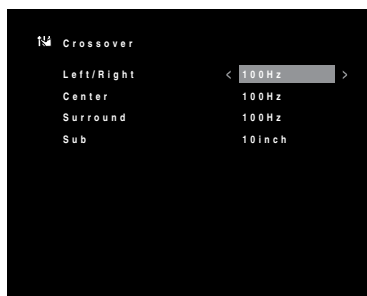 Crossover
Left/Right < 100Hz >
Center 100Hz
Surround 100Hz
Sub 10inch